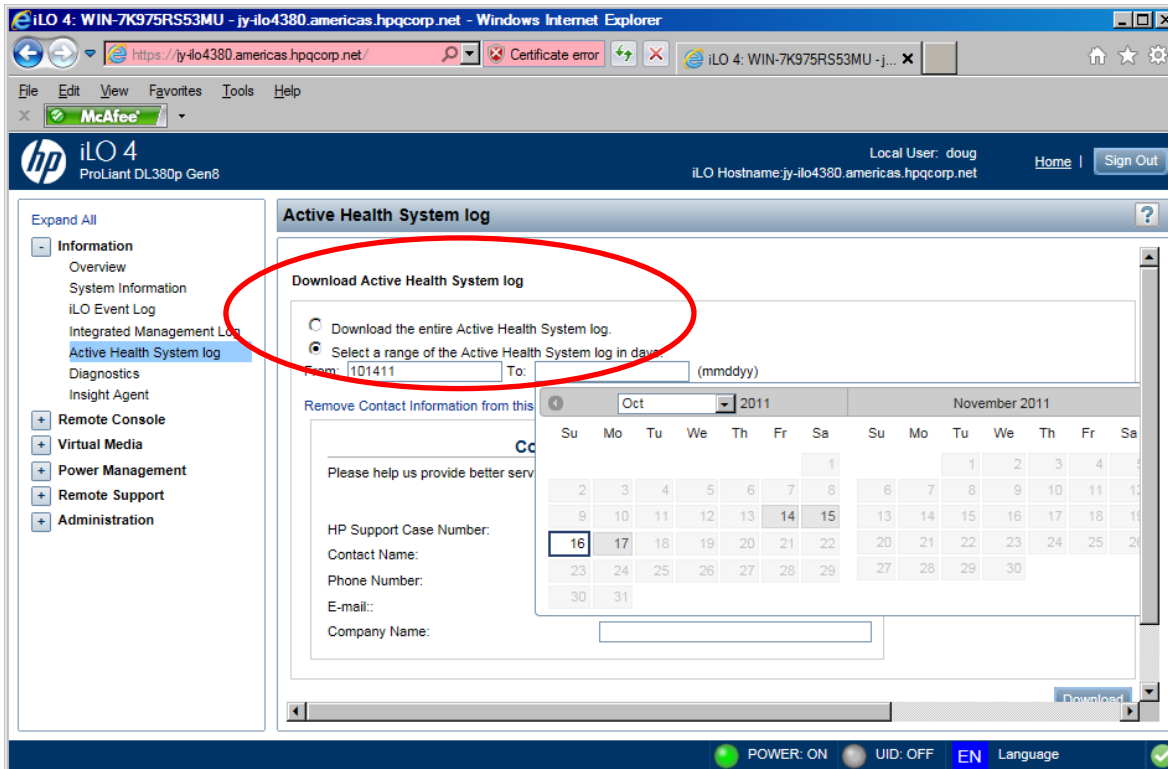 iLO 4: WIN-7K975RS53MU - jy-ilo4380.americas.hpqcorp.net - Windows Internet Explorer
https://jy-ilo4380.americas.hpqcorp.net/ Certificate error iLO 4: WIN-7K975RS53MU - j...
File Edit View Favorites Tools Help
McAfee
hp
iLO 4
ProLiant DL380p Gen8
Local User: doug
iLO Hostname:jy-ilo4380.americas.hpqcorp.net
Home | Sign Out
Expand All
Information
Overview
System Information
iLO Event Log
Integrated Management Log
Active Health System log
Diagnostics
Insight Agent
Remote Console
Virtual Media
Power Management
Remote Support
Administration
Active Health System log ?
Download Active Health System log
Download the entire Active Health System log.
Select a range of the Active Health System log in days.
From: 101411 To: (mmddyy)
Remove Contact Information from this
Co
Please help us provide better serv
HP Support Case Number:
Contact Name:
Phone Number:
E-mail::
Company Name:
Oct 2011
Su Mo Tu We Th Fr Sa
1
2 3 4 5 6 7 8
9 10 11 12 13 14 15
16 17 18 19 20 21 22
23 24 25 26 27 28 29
30 31
November 2011
Su Mo Tu We Th Fr Sa
1 2 3 4 5
6 7 8 9 10 11 12
13 14 15 16 17 18 19
20 21 22 23 24 25 26
27 28 29 30
Download
POWER: ON UID: OFF EN Language